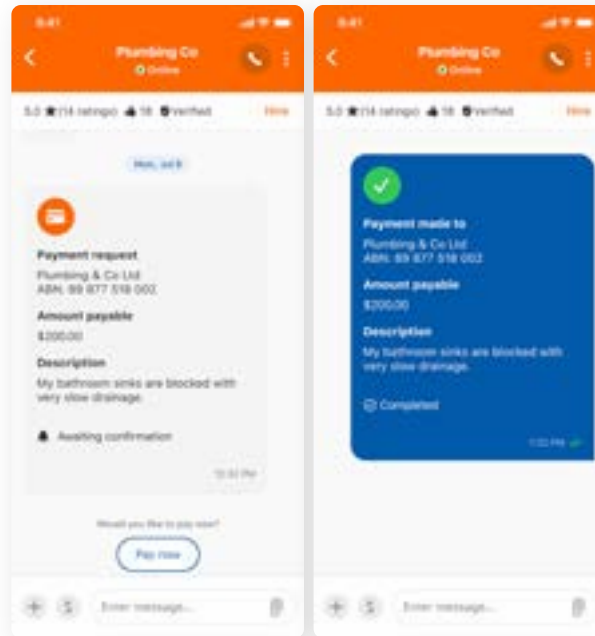 9:41
Plumbing Co
Online
5.0 (14 ratings) 18 Verified
Hire
Mon, Jul 8
Payment request
Plumbing & Co Ltd
ABN: 89 877 518 002
Amount payable
$200.00
Description
My bathroom sinks are blocked with
very slow drainage.
Awaiting confirmation
Would you like to pay now?
Pay now
Enter message...
9:41
Plumbing Co
Online
5.0 (14 ratings) 18 Verified
Hire
Payment made to
Plumbing & Co Ltd
ABN: 89 877 518 002
Amount payable
$200.00
Description
My bathroom sinks are blocked with
very slow drainage.
Completed
Enter message...